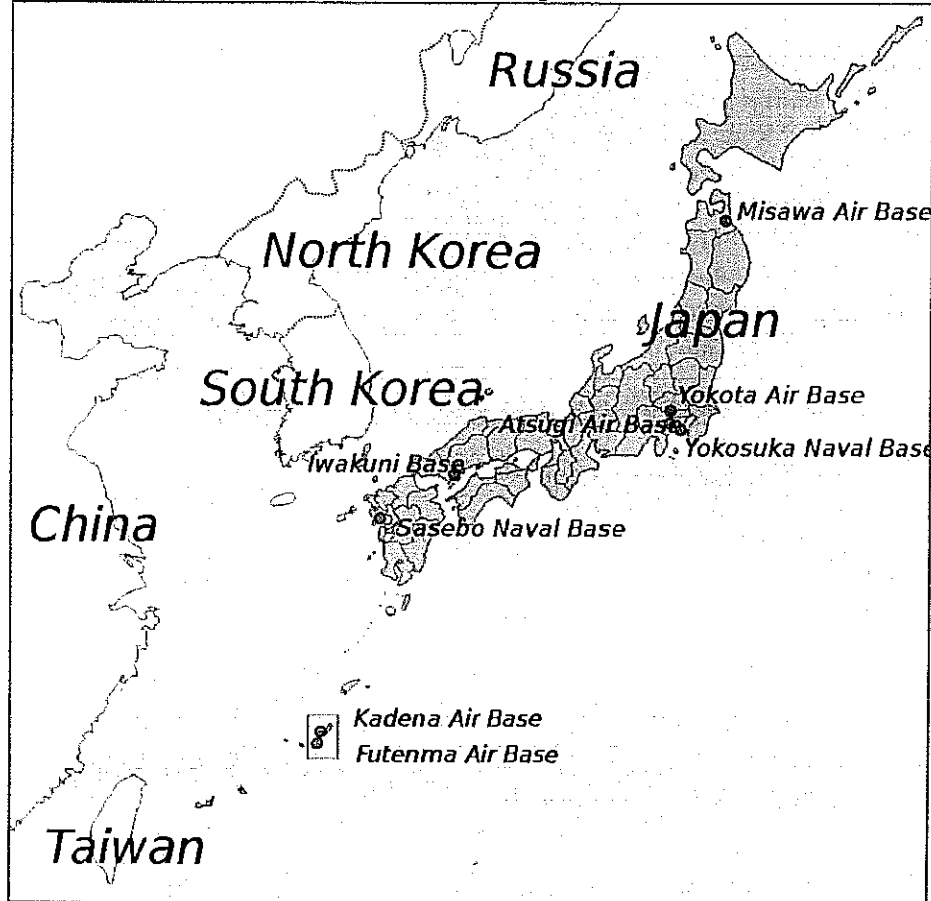 Russia
Misawa Air Base
North Korea
Japan
South Korea
Yokota Air Base
Atsugi Air Base
Yokosuka Naval Base
Iwakuni Base
China
Sasebo Naval Base
Kadena Air Base
Futenma Air Base
Taiwan